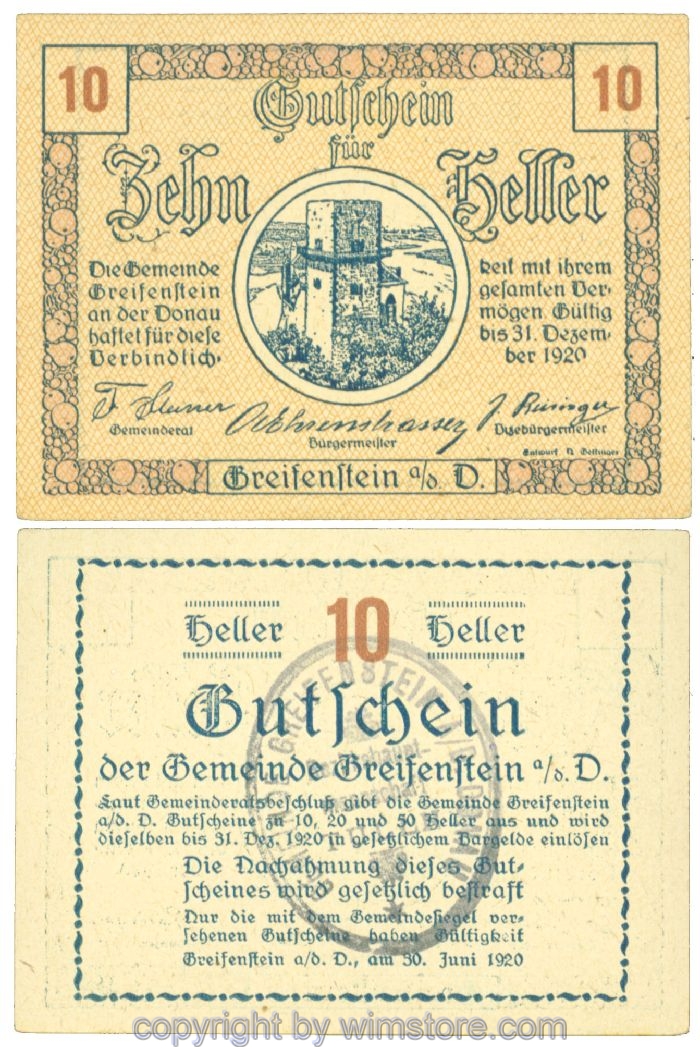 10
10
Gutschein
für
Zehn Heller
Die Gemeinde
Greifenstein
an der Donau
haftet für diese
Verbindlich-
keit mit ihrem
gesamten Ver-
mögen. Gültig
bis 31. Dezem-
ber 1920
Gemeinderat
Bürgermeister
Vizebürgermeister
Entwurf
Greifenstein a/d. D.
10
Heller Heller
Gutschein
der Gemeinde Greifenstein a/d. D.
Laut Gemeinderatsbeschluß gibt die Gemeinde Greifenstein
a/d. D. Gutscheine zu 10, 20 und 50 Heller aus und wird
dieselben bis 31. Dez. 1920 in gesetzlichem Bargelde einlösen
Die Nachahmung dieses Gut-
scheines wird gesetzlich bestraft
Nur die mit dem Gemeindesiegel ver-
sehenen Gutscheine haben Gültigkeit
Greifenstein a/d. D., am 30. Juni 1920
GREIFENSTEIN
copyright by wimstore.com